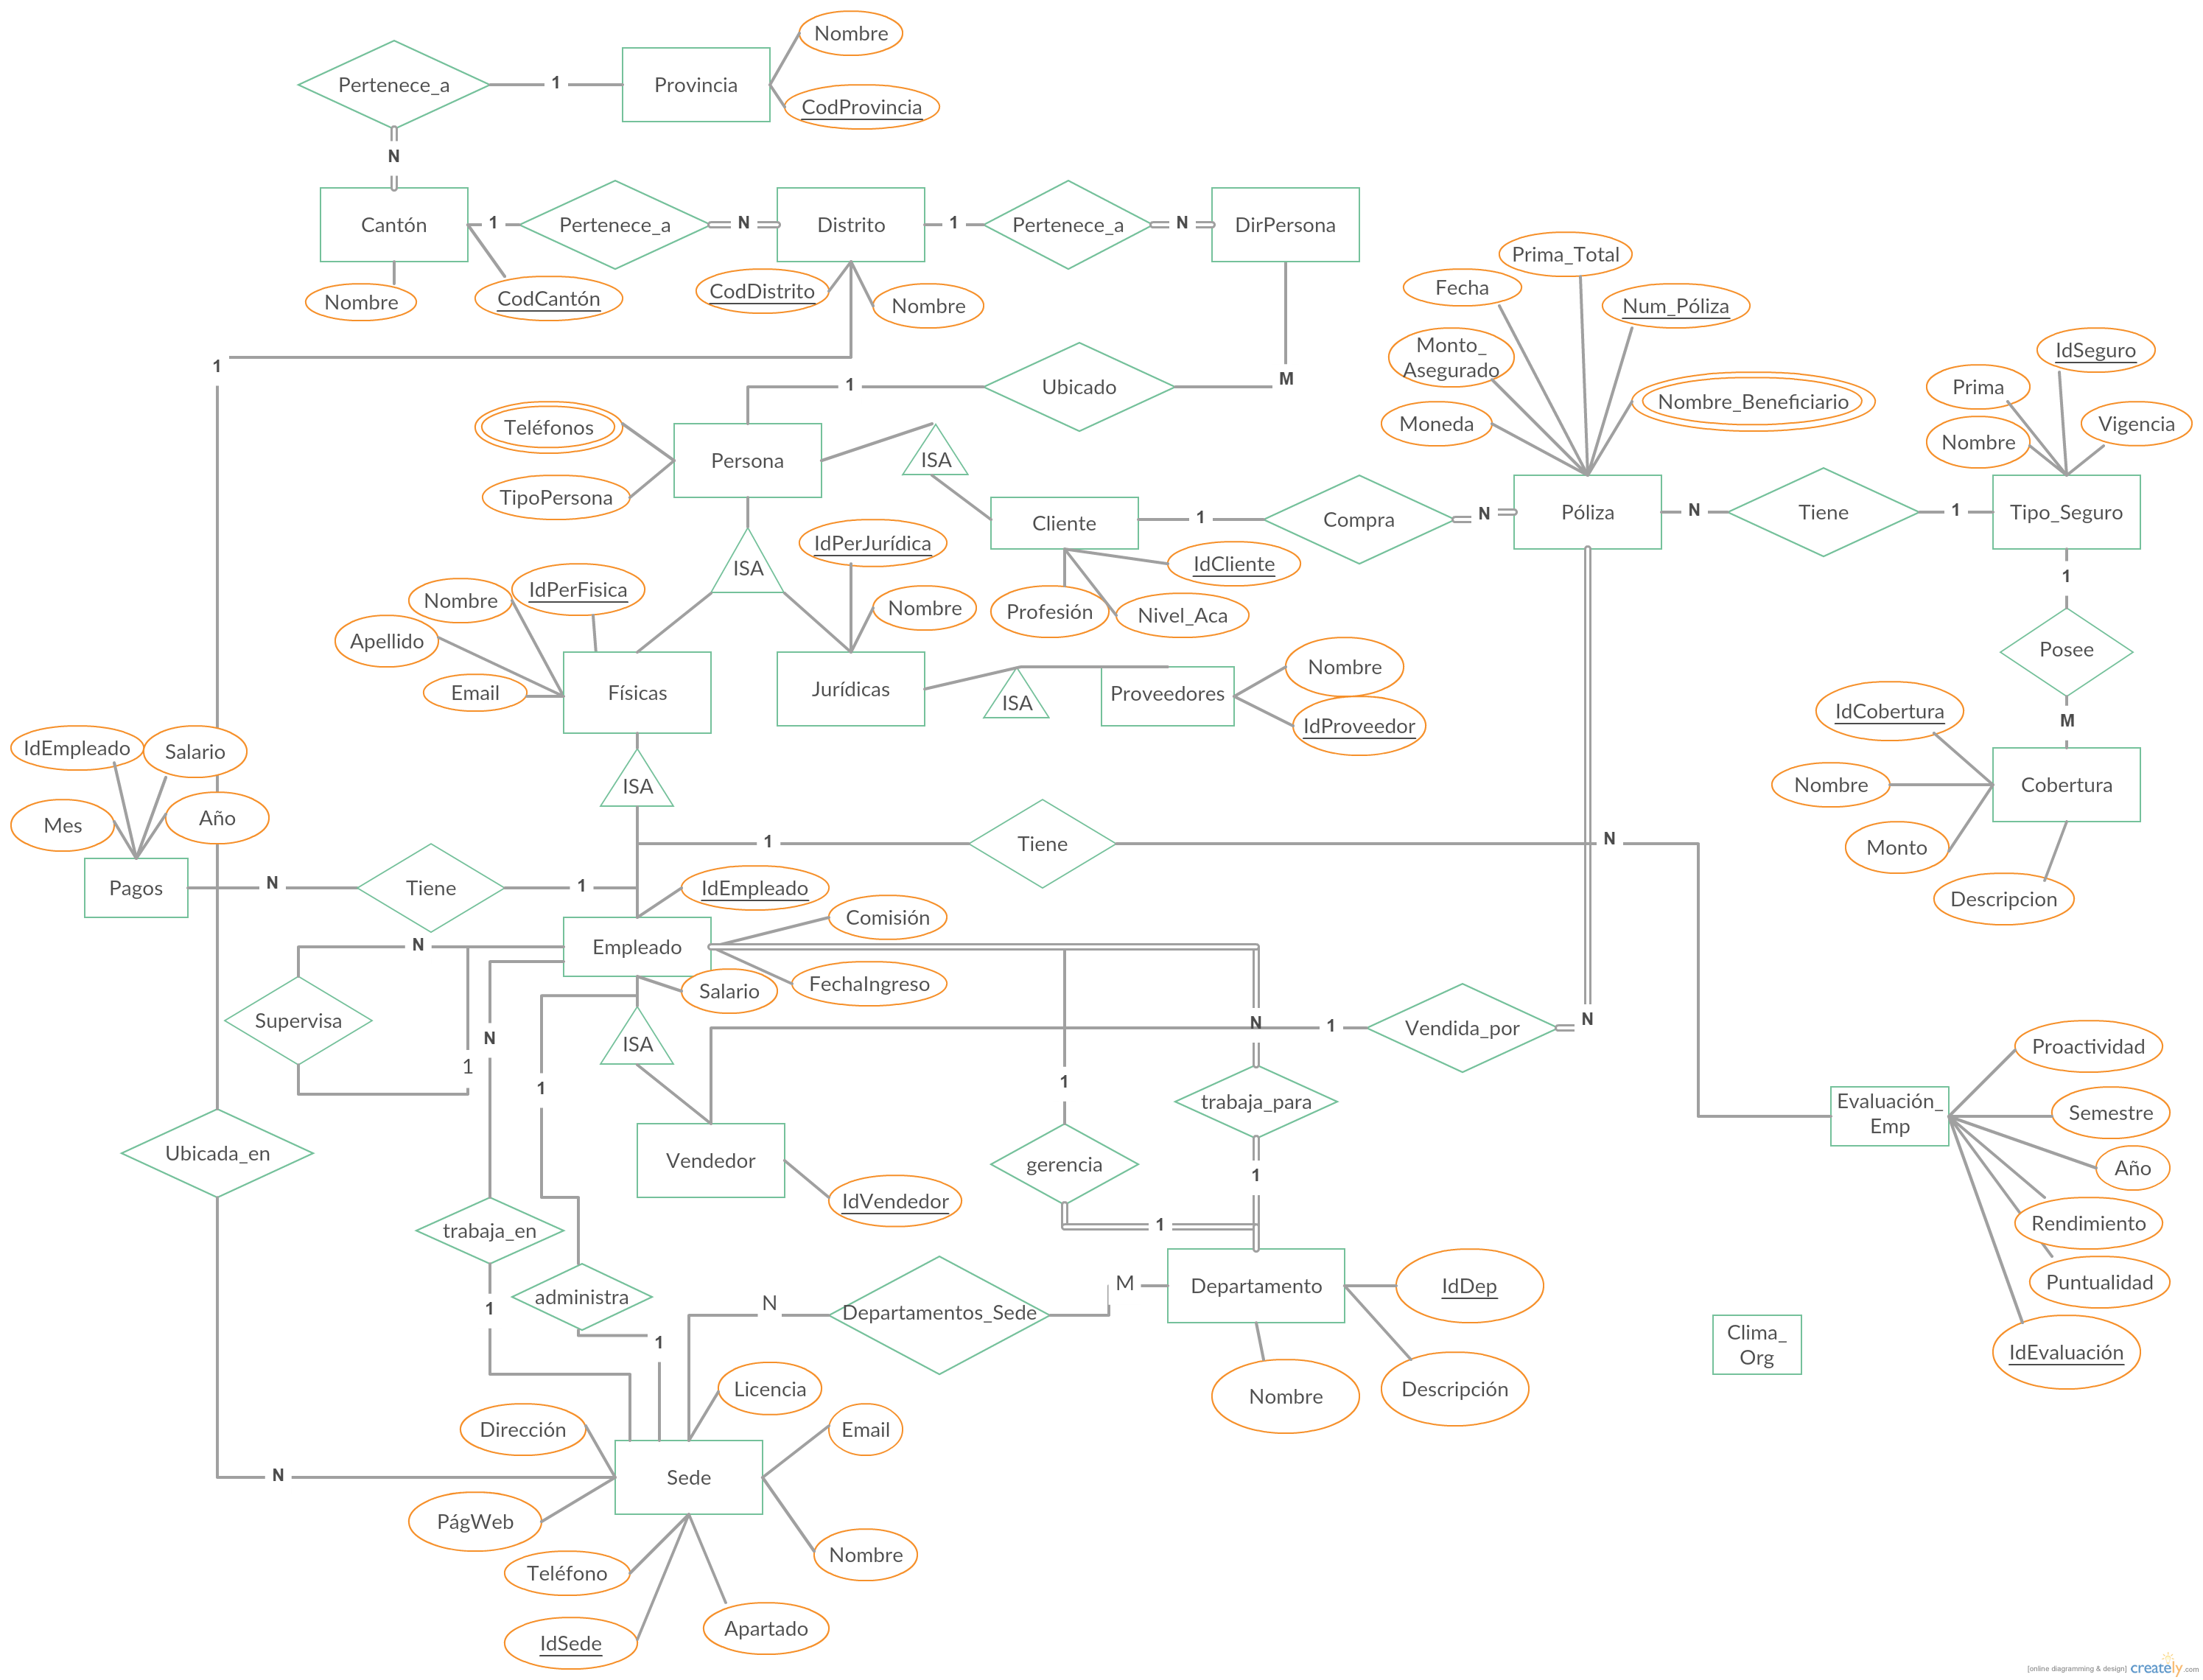 Nombre
Pertenece_a
1
Provincia
CodProvincia
N
Cantón
1
Pertenece_a
N
Distrito
1
Pertenece_a
N
DirPersona
Nombre
CodCantón
CodDistrito
Nombre
Prima_Total
Fecha
Num_Póliza
Monto_
Asegurado
Nombre_Beneficiario
Moneda
IdSeguro
Prima
Nombre
Vigencia
1
1
Ubicado
M
Teléfonos
Persona
TipoPersona
ISA
Cliente
1
Compra
N
Póliza
N
Tiene
1
Tipo_Seguro
IdCliente
Profesión
Nivel_Aca
1
Posee
M
IdPerJurídica
ISA
Nombre
IdPerFisica
Nombre
Apellido
Email
Físicas
Jurídicas
ISA
Proveedores
Nombre
IdProveedor
IdCobertura
Nombre
Cobertura
Monto
Descripcion
IdEmpleado
Salario
Mes
Año
ISA
1
Tiene
N
Pagos
N
Tiene
1
IdEmpleado
Comisión
Empleado
FechaIngreso
Salario
N
Supervisa
1
N
1
ISA
1
Vendida_por
N
N
1
trabaja_para
1
gerencia
1
Ubicada_en
Vendedor
IdVendedor
Evaluación_
Emp
Proactividad
Semestre
Año
Rendimiento
Puntualidad
IdEvaluación
trabaja_en
1
administra
1
N
Departamentos_Sede
M
Departamento
IdDep
Nombre
Descripción
Clima_
Org
Licencia
Dirección
Email
N
Sede
PágWeb
Teléfono
Nombre
IdSede
Apartado
[online diagramming & design] creately.com